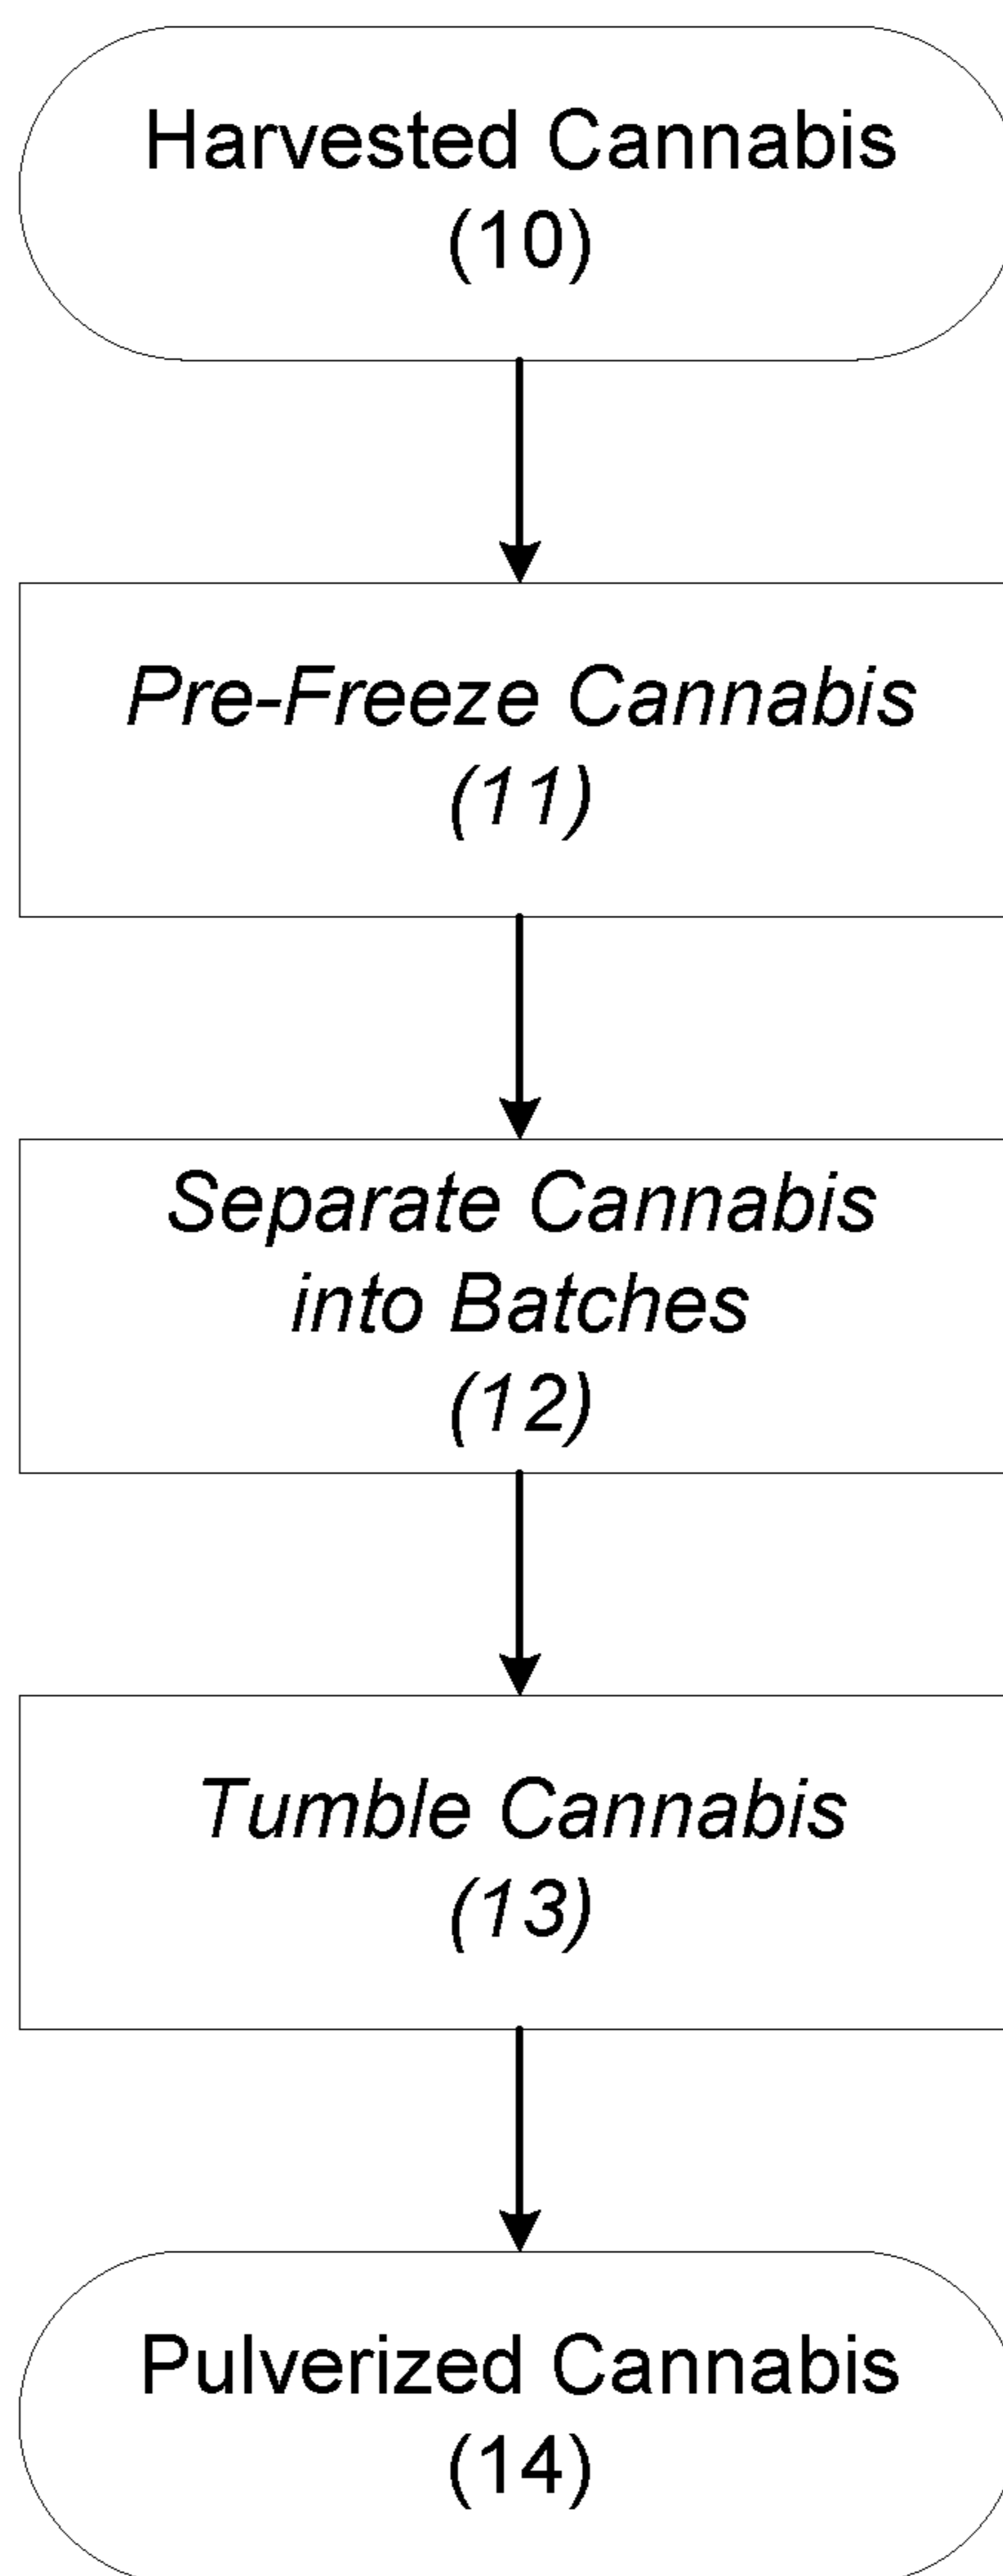 Harvested Cannabis
(10)
Pre-Freeze Cannabis
(11)
Separate Cannabis
into Batches
(12)
Tumble Cannabis
(13)
Pulverized Cannabis
(14)